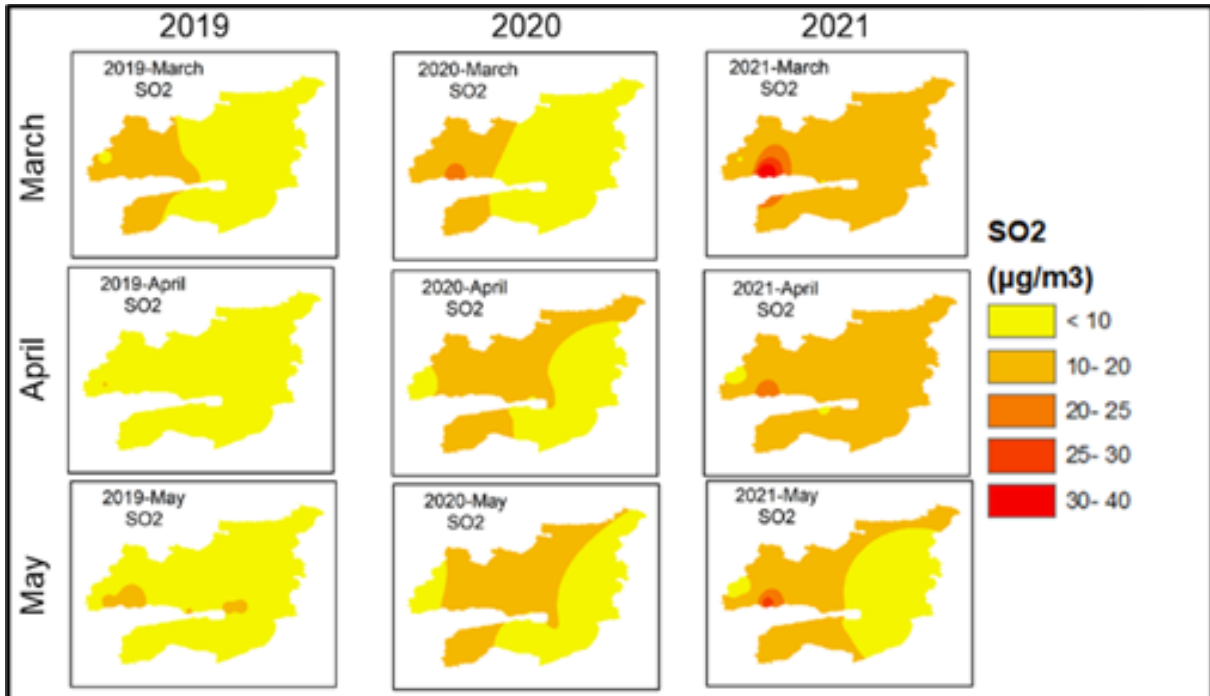 2019 2020 2021
March
2019-March
SO2
2020-March
SO2
2021-March
SO2
April
2019-April
SO2
2020-April
SO2
2021-April
SO2
May
2019-May
SO2
2020-May
SO2
2021-May
SO2
SO2
(µg/m3)
< 10
10- 20
20- 25
25- 30
30- 40